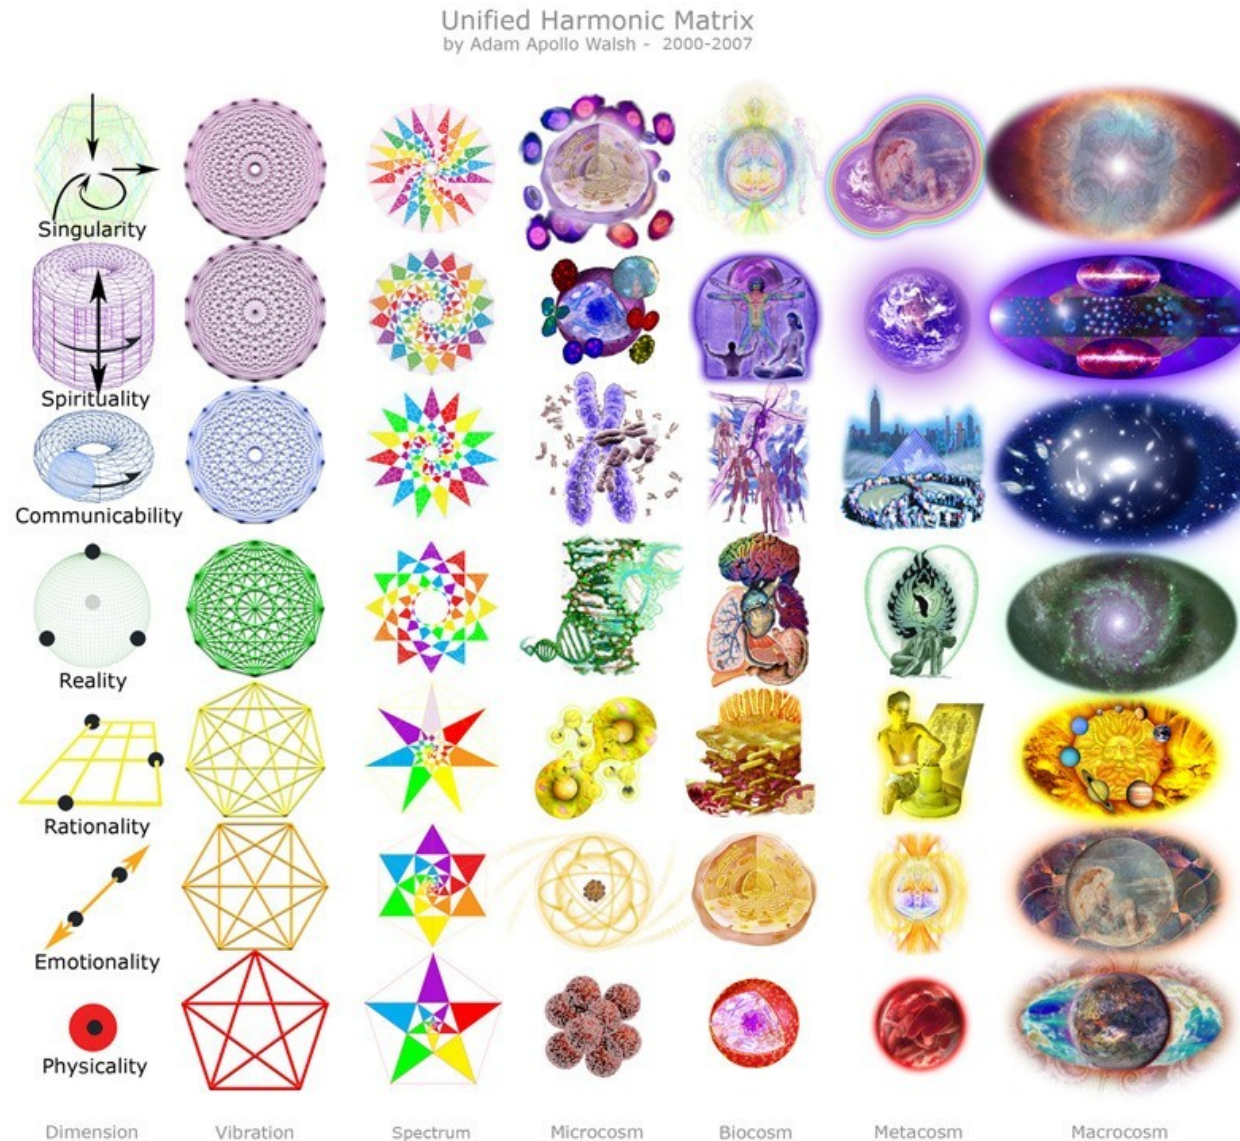 Unified Harmonic Matrix
by Adam Apollo Walsh - 2000-2007
Singularity
Spirituality
Communicability
Reality
Rationality
Emotionality
Physicality
Dimension Vibration Spectrum Microcosm Biocosm Metacosm Macrocosm